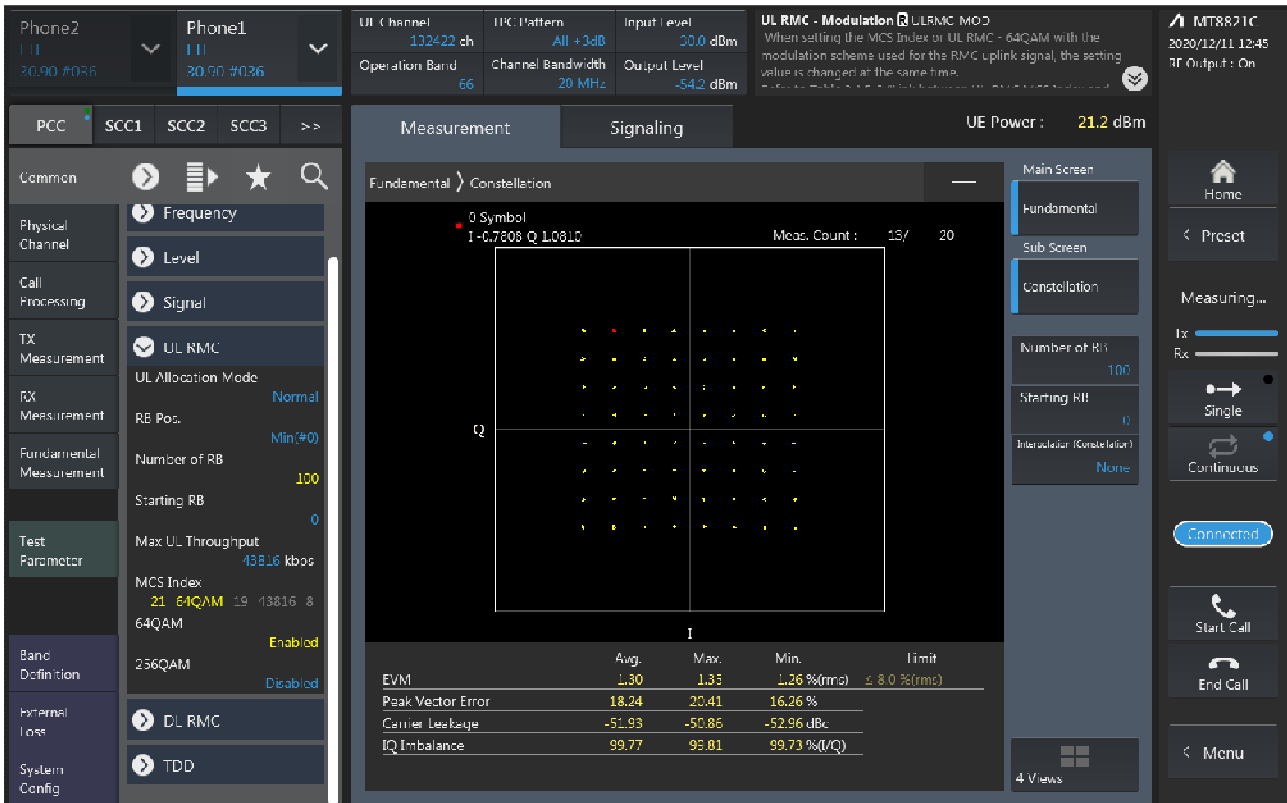 Phone2
30.90 #036
Phone1
30.90 #036
UL Channel
132422 ch
Operation Band
66
TPC Pattern
All +3dB
Channel Bandwidth
20 MHz
Input Level
30.0 dBm
Output Level
-54.2 dBm
UL RMC - Modulation R ULRMC_MOD
When setting the MCS Index or UL RMC - 64QAM with the
modulation scheme used for the RMC uplink signal, the setting
value is changed at the same time.
MT8821C
2020/12/11 12:45
RF Output : On
PCC
SCC1
SCC2
SCC3
>>
Measurement
Signaling
UE Power :
21.2 dBm
Common
Physical
Channel
Call
Processing
TX
Measurement
RX
Measurement
Fundamental
Measurement
Test
Parameter
Band
Definition
External
Loss
System
Config
Frequency
Level
Signal
UL RMC
UL Allocation Mode
Normal
RB Pos.
Min(#0)
Number of RB
100
Starting RB
0
Max UL Throughput
43816 kbps
MCS Index
21 64QAM 19 43816 8
64QAM
Enabled
256QAM
Disabled
DL RMC
TDD
Fundamental
Constellation
0 Symbol
I -0.7808 Q 1.0810
Meas. Count : 13/ 20
Q
I
Avg. Max. Min. Limit
EVM 1.30 1.35 1.26 %(rms) ≤ 8.0 %(rms)
Peak Vector Error 18.24 20.41 16.26 %
Carrier Leakage -51.93 -50.86 -52.96 dBc
IQ Imbalance 99.77 99.81 99.73 %(I/Q)
Main Screen
Fundamental
Sub Screen
Constellation
Number of RB
100
Starting RB
0
Interpolation (Constellation)
None
4 Views
Home
Preset
Measuring...
Tx
Rx
Single
Continuous
Connected
Start Call
End Call
Menu